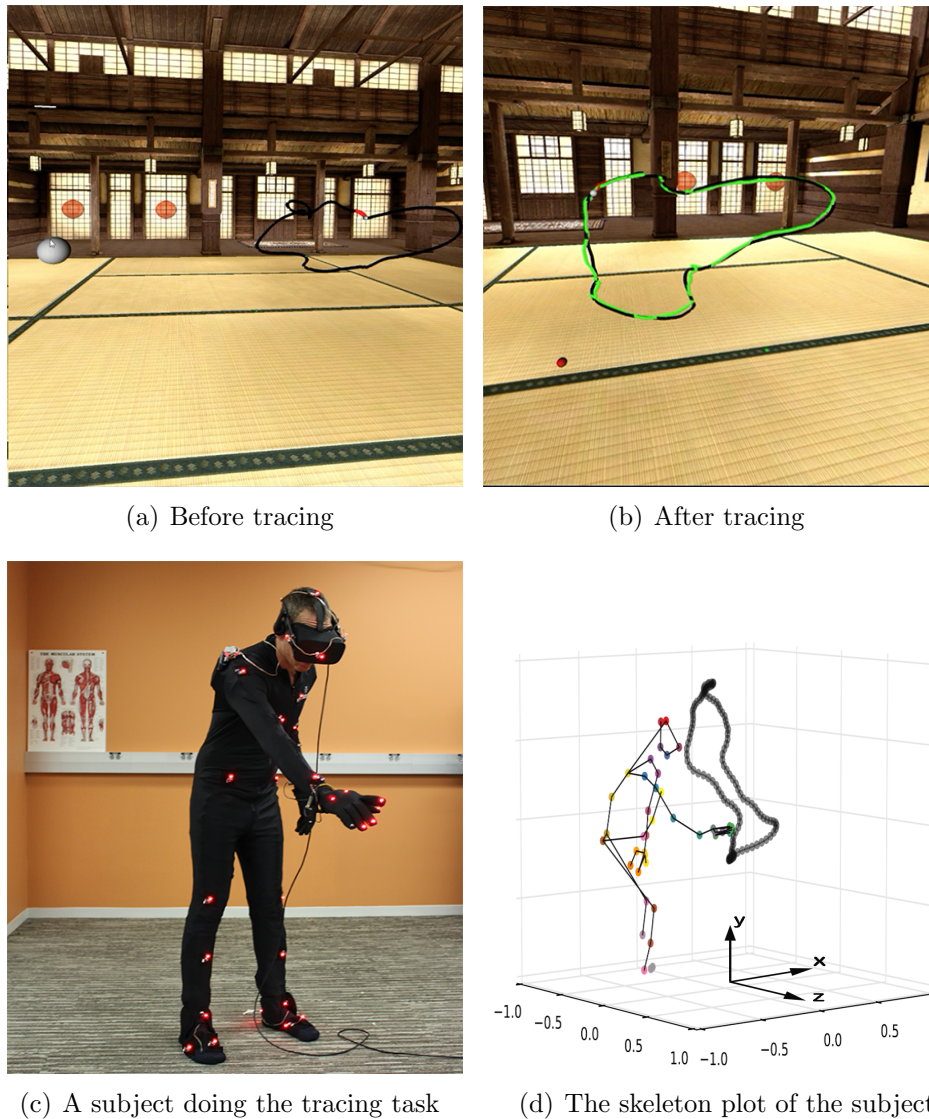 (a) Before tracing
(b) After tracing
THE MUSCULAR SYSTEM
y
x
z
-1.0
-0.5
0.0
0.5
1.0
-1.0
-0.5
0.0
0.5
(c) A subject doing the tracing task
(d) The skeleton plot of the subject